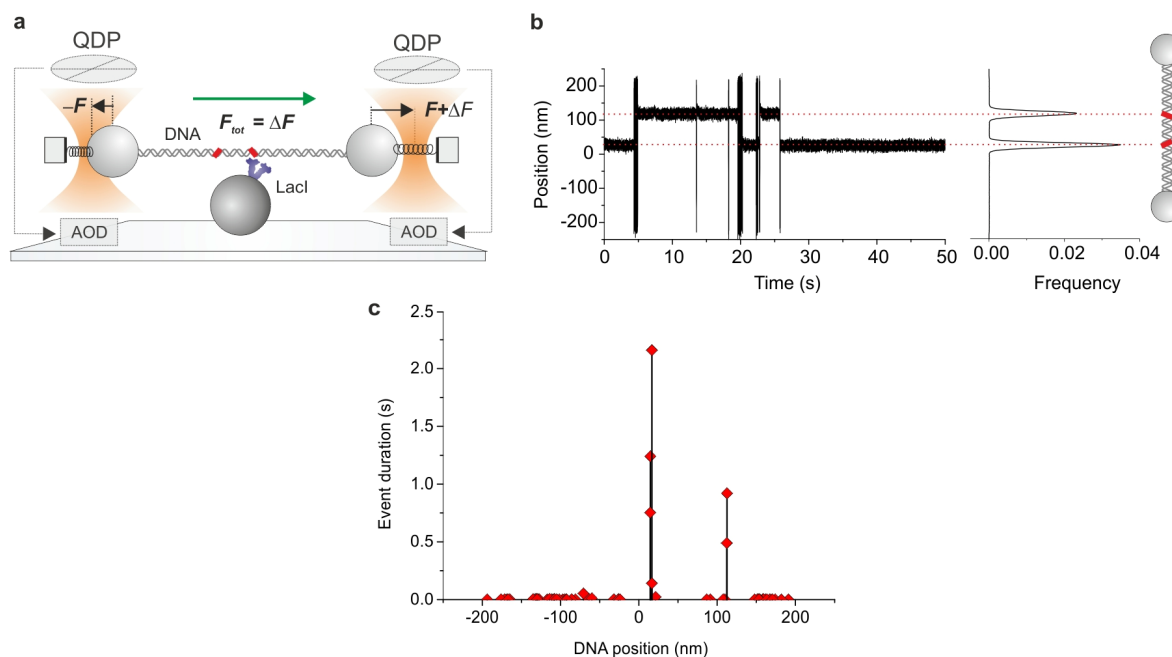 a
QDP
QDP
–F
F+ΔF
F_tot = ΔF
DNA
LacI
AOD
AOD
b
Position (nm)
200
100
0
-100
-200
0 10 20 30 40 50
Time (s)
0.00 0.02 0.04
Frequency
c
Event duration (s)
2.5
2.0
1.5
1.0
0.5
0.0
-200 -100 0 100 200
DNA position (nm)